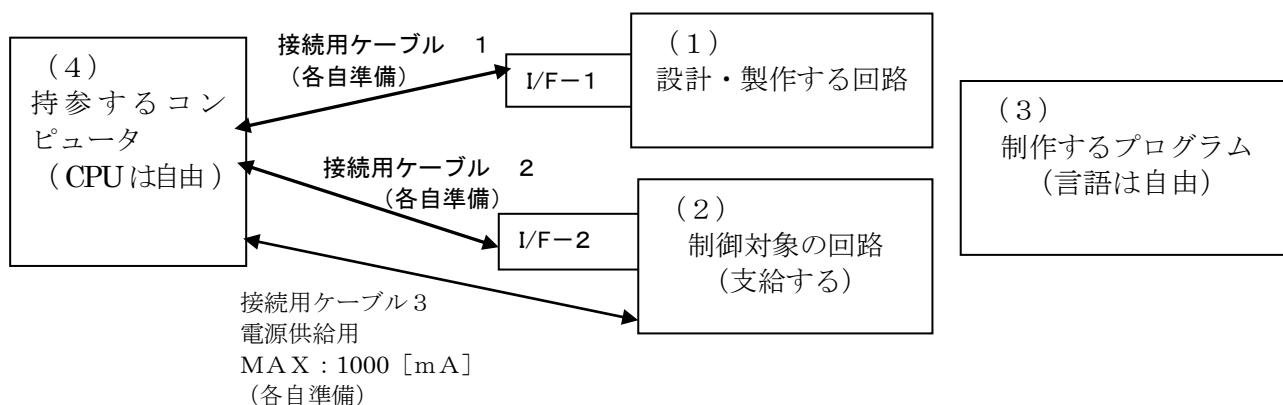 （４）
持参するコン
ピュータ
（CPUは自由）
接続用ケーブル　１
（各自準備）
I/F－１
（１）
設計・製作する回路
接続用ケーブル　２
（各自準備）
I/F－２
（２）
制御対象の回路
（支給する）
（３）
制作するプログラム
（言語は自由）
接続用ケーブル３
電源供給用
ＭＡＸ：1000［ｍＡ］
（各自準備）